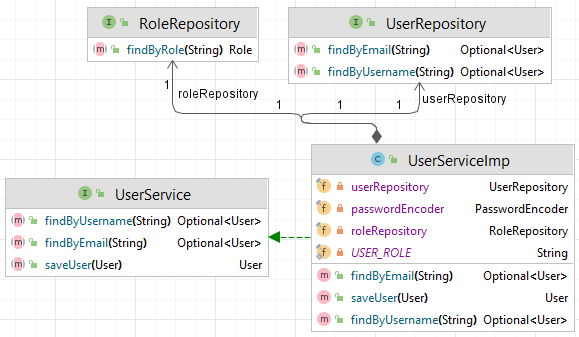 RoleRepository
findByRole(String) Role
UserRepository
findByEmail(String) Optional<User>
findByUsername(String) Optional<User>
1
roleRepository
1
1
1
userRepository
UserServiceImp
userRepository UserRepository
passwordEncoder PasswordEncoder
roleRepository RoleRepository
USER_ROLE String
findByEmail(String) Optional<User>
saveUser(User) User
findByUsername(String) Optional<User>
UserService
findByUsername(String) Optional<User>
findByEmail(String) Optional<User>
saveUser(User) User